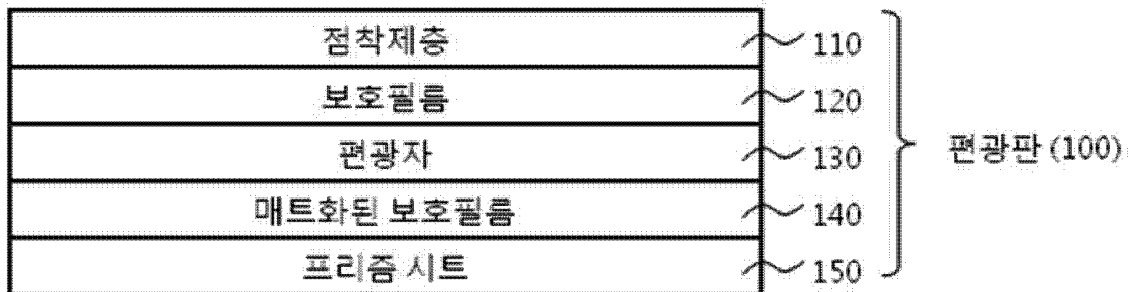 점착제층 110
보호필름 120
편광자 130
편광판 (100)
매트화된 보호필름 140
프리즘 시트 150